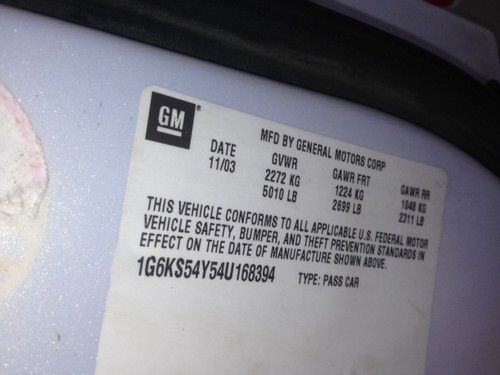 GM®
MFD BY GENERAL MOTORS CORP
DATE GVWR GAWR FRT GAWR RR
11/03 2272 KG 1224 KG 1048 KG
5010 LB 2699 LB 2311 LB
THIS VEHICLE CONFORMS TO ALL APPLICABLE U.S. FEDERAL MOTOR
VEHICLE SAFETY, BUMPER, AND THEFT PREVENTION STANDARDS IN
EFFECT ON THE DATE OF MANUFACTURE SHOWN ABOVE.
1G6KS54Y54U168394 TYPE: PASS CAR